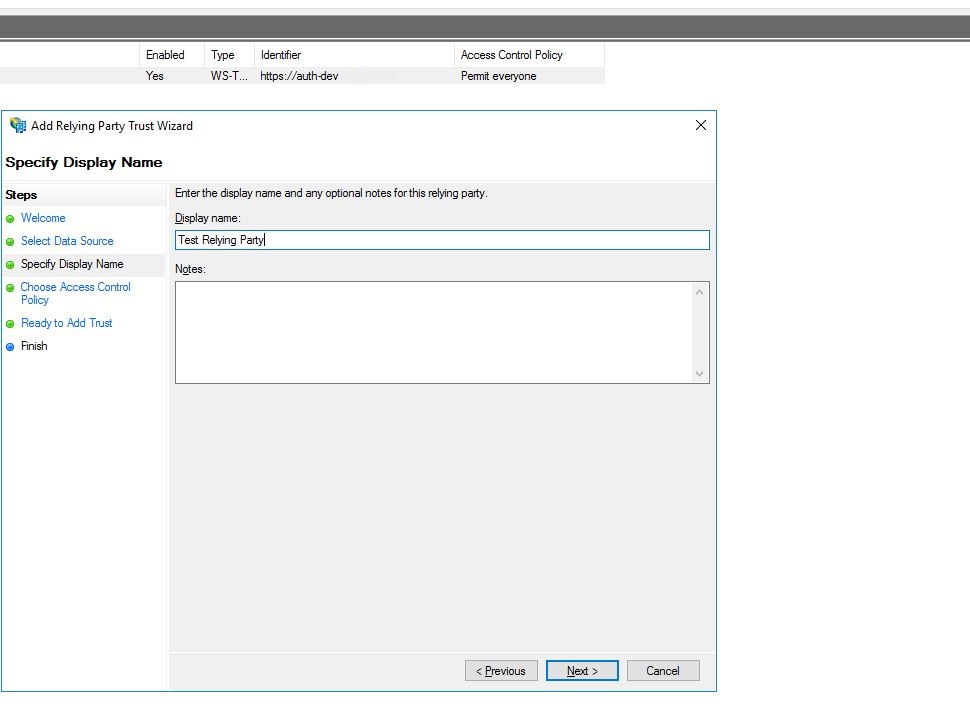 Enabled Type Identifier Access Control Policy
Yes WS-T... https://auth-dev Permit everyone
Add Relying Party Trust Wizard
Specify Display Name
Steps
Welcome
Select Data Source
Specify Display Name
Choose Access Control
Policy
Ready to Add Trust
Finish
Enter the display name and any optional notes for this relying party.
Display name:
Test Relying Party
Notes:
< Previous Next > Cancel